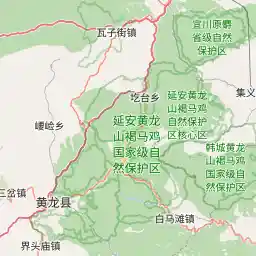 宜川原麝
省级自然
保护区
瓦子街镇
圪台乡
集义
延安黄龙
山褐马鸡
自然保护
区核心区
延安黄龙
山褐马鸡
国家级自
然保护区
崾崄乡
韩城黄龙
山褐马鸡
国家级自
然保护区
三岔镇
黄龙县
白马滩镇
界头庙镇